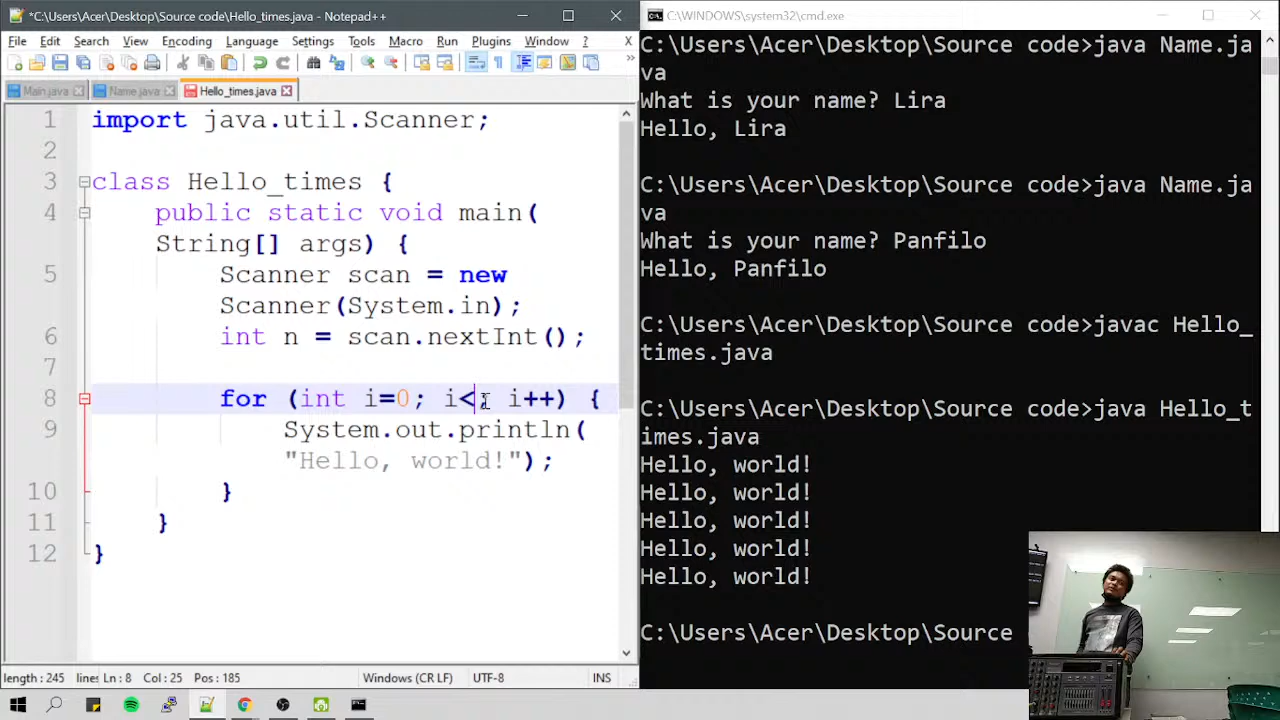 *C:\Users\Acer\Desktop\Source code\Hello_times.java - Notepad++
File Edit Search View Encoding Language Settings Tools Macro Run Plugins Window ? X
Main.java Name.java Hello_times.java
1 import java.util.Scanner;
2
3 class Hello_times {
4 public static void main(
String[] args) {
5 Scanner scan = new
Scanner(System.in);
6 int n = scan.nextInt();
7
8 for (int i=0; i<; i++) {
9 System.out.println(
"Hello, world!");
10 }
11 }
12 }
length : 245 lines Ln : 8 Col : 25 Pos : 185 Windows (CR LF) UTF-8 INS
C:\WINDOWS\system32\cmd.exe
C:\Users\Acer\Desktop\Source code>java Name.ja
va
What is your name? Lira
Hello, Lira
C:\Users\Acer\Desktop\Source code>java Name.ja
va
What is your name? Panfilo
Hello, Panfilo
C:\Users\Acer\Desktop\Source code>javac Hello_
times.java
C:\Users\Acer\Desktop\Source code>java Hello_t
imes.java
Hello, world!
Hello, world!
Hello, world!
Hello, world!
Hello, world!
C:\Users\Acer\Desktop\Source